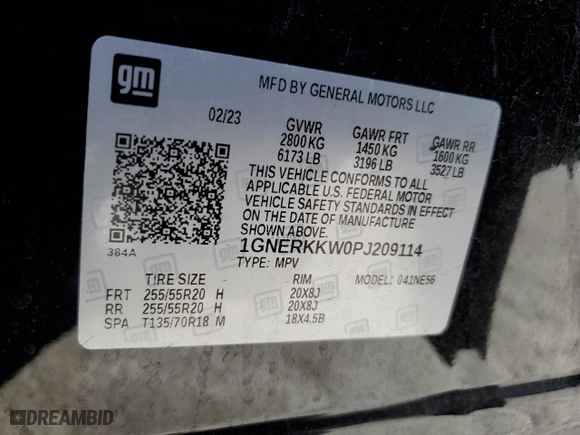 gm
MFD BY GENERAL MOTORS LLC
02/23
GVWR GAWR FRT GAWR RR
2800 KG 1450 KG 1600 KG
6173 LB 3196 LB 3527 LB
THIS VEHICLE CONFORMS TO ALL
APPLICABLE U.S. FEDERAL MOTOR
VEHICLE SAFETY STANDARDS IN EFFECT
ON THE DATE OF MANUFACTURE
SHOWN ABOVE.
384A
1GNERKKW0PJ209114
TYPE: MPV MODEL: 041NE56
TIRE SIZE RIM
FRT 255/55R20 H 20X8J
RR 255/55R20 H 20X8J
SPA T135/70R18 M 18X4.5B
DREAMBID